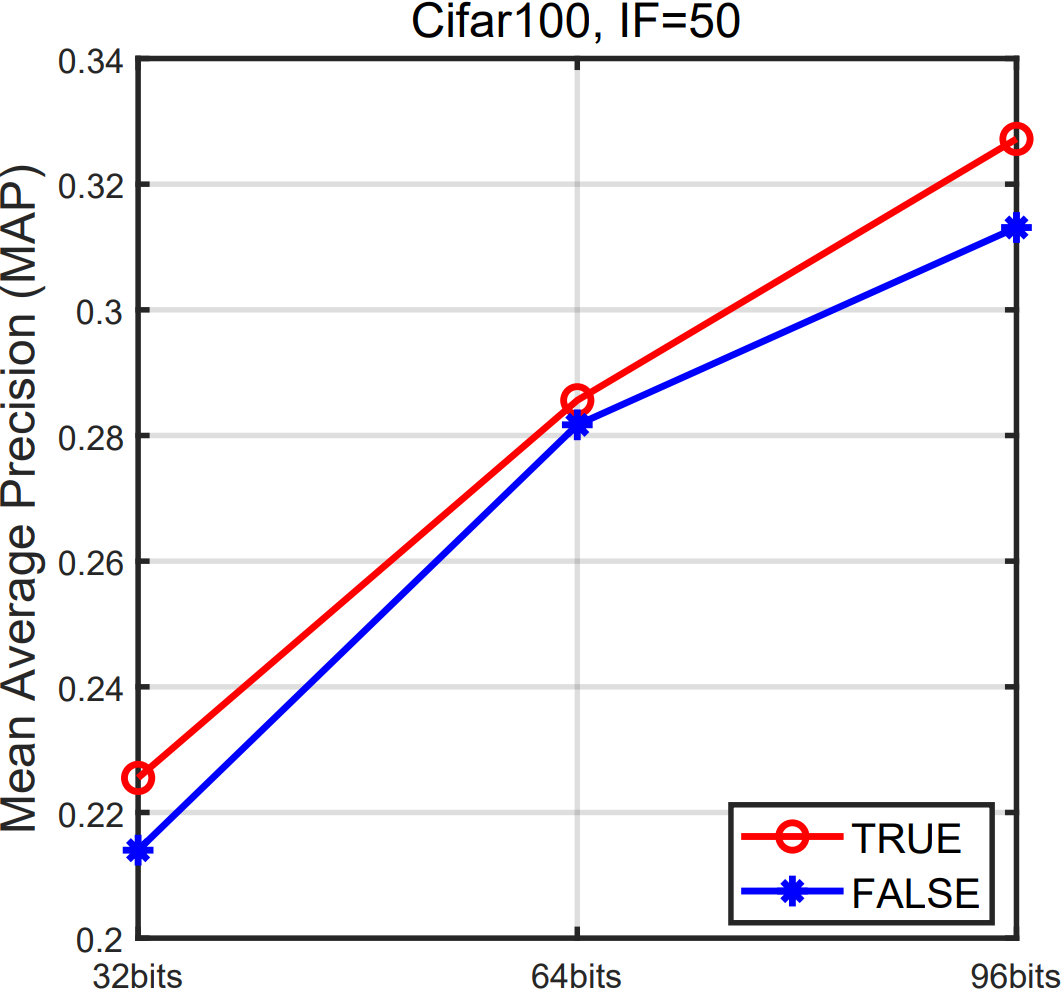 Cifar100, IF=50
Mean Average Precision (MAP)
0.34
0.32
0.3
0.28
0.26
0.24
0.22
0.2
32bits
64bits
96bits
TRUE
FALSE